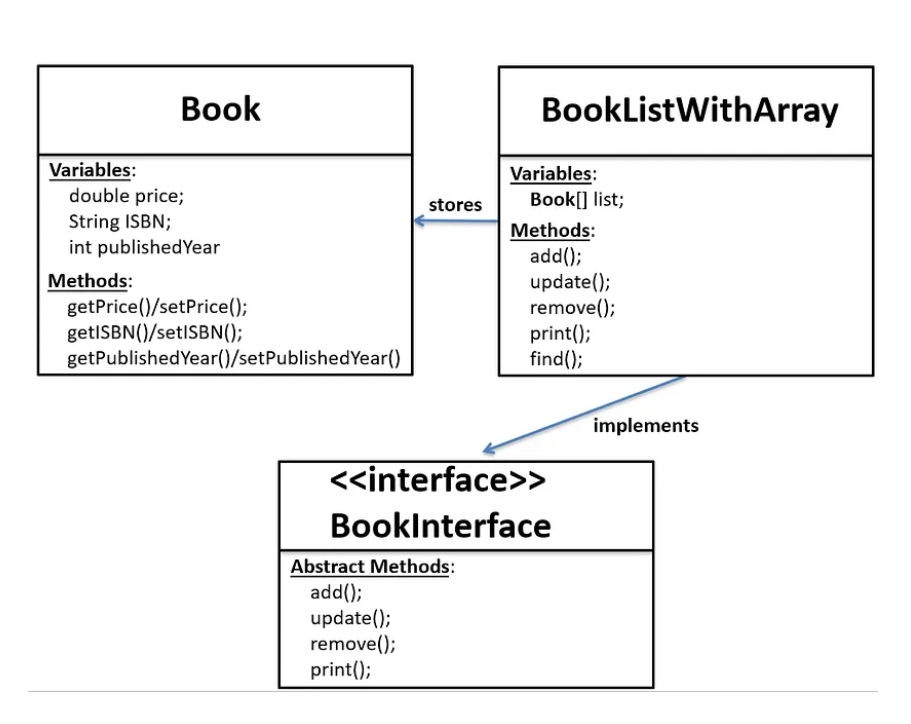 Book
Variables:
double price;
String ISBN;
int publishedYear
Methods:
getPrice()/setPrice();
getISBN()/setISBN();
getPublishedYear()/setPublishedYear()
stores
BookListWithArray
Variables:
Book[] list;
Methods:
add();
update();
remove();
print();
find();
implements
<<interface>>
BookInterface
Abstract Methods:
add();
update();
remove();
print();